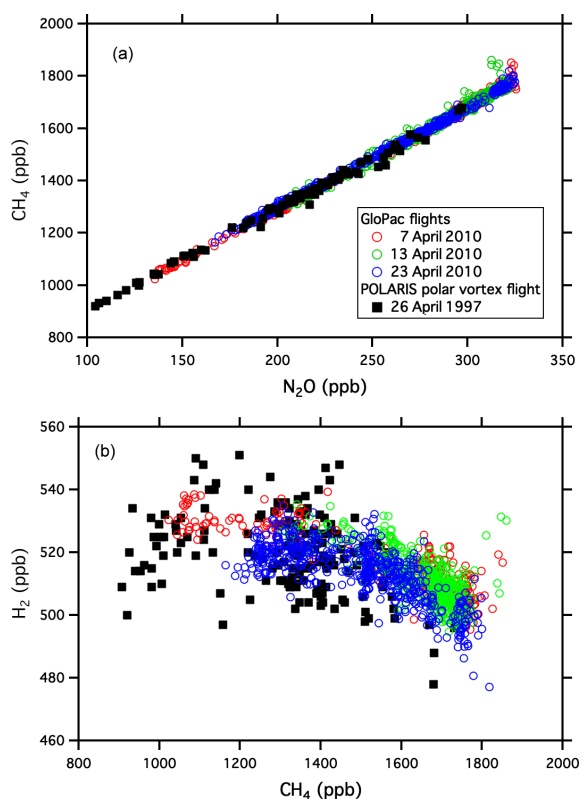 2000
(a)
1800
1600
CH4 (ppb)
1400
1200
1000
800
GloPac flights
7 April 2010
13 April 2010
23 April 2010
POLARIS polar vortex flight
26 April 1997
100 150 200 250 300 350
N2O (ppb)
560
(b)
540
520
H2 (ppb)
500
480
460
800 1000 1200 1400 1600 1800 2000
CH4 (ppb)